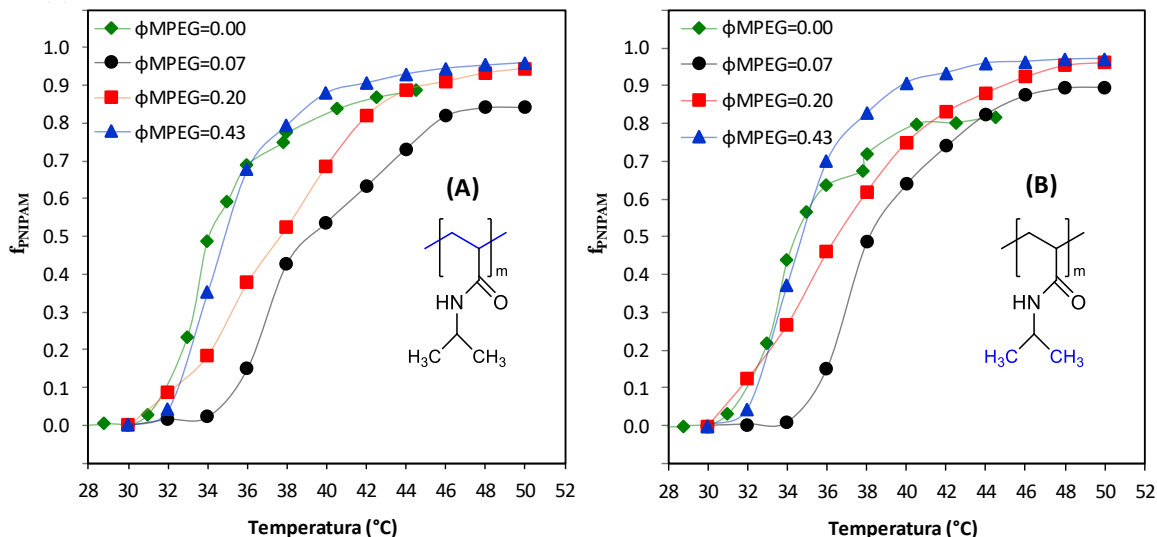 ϕMPEG=0.00
ϕMPEG=0.07
ϕMPEG=0.20
ϕMPEG=0.43
1.0
0.9
0.8
0.7
0.6
0.5
0.4
0.3
0.2
0.1
0.0
fPNIPAM
(A)
m
HN
O
H3C
CH3
28 30 32 34 36 38 40 42 44 46 48 50 52
Temperatura (°C)
ϕMPEG=0.00
ϕMPEG=0.07
ϕMPEG=0.20
ϕMPEG=0.43
1.0
0.9
0.8
0.7
0.6
0.5
0.4
0.3
0.2
0.1
0.0
fPNIPAM
(B)
m
HN
O
H3C
CH3
28 30 32 34 36 38 40 42 44 46 48 50 52
Temperatura (°C)